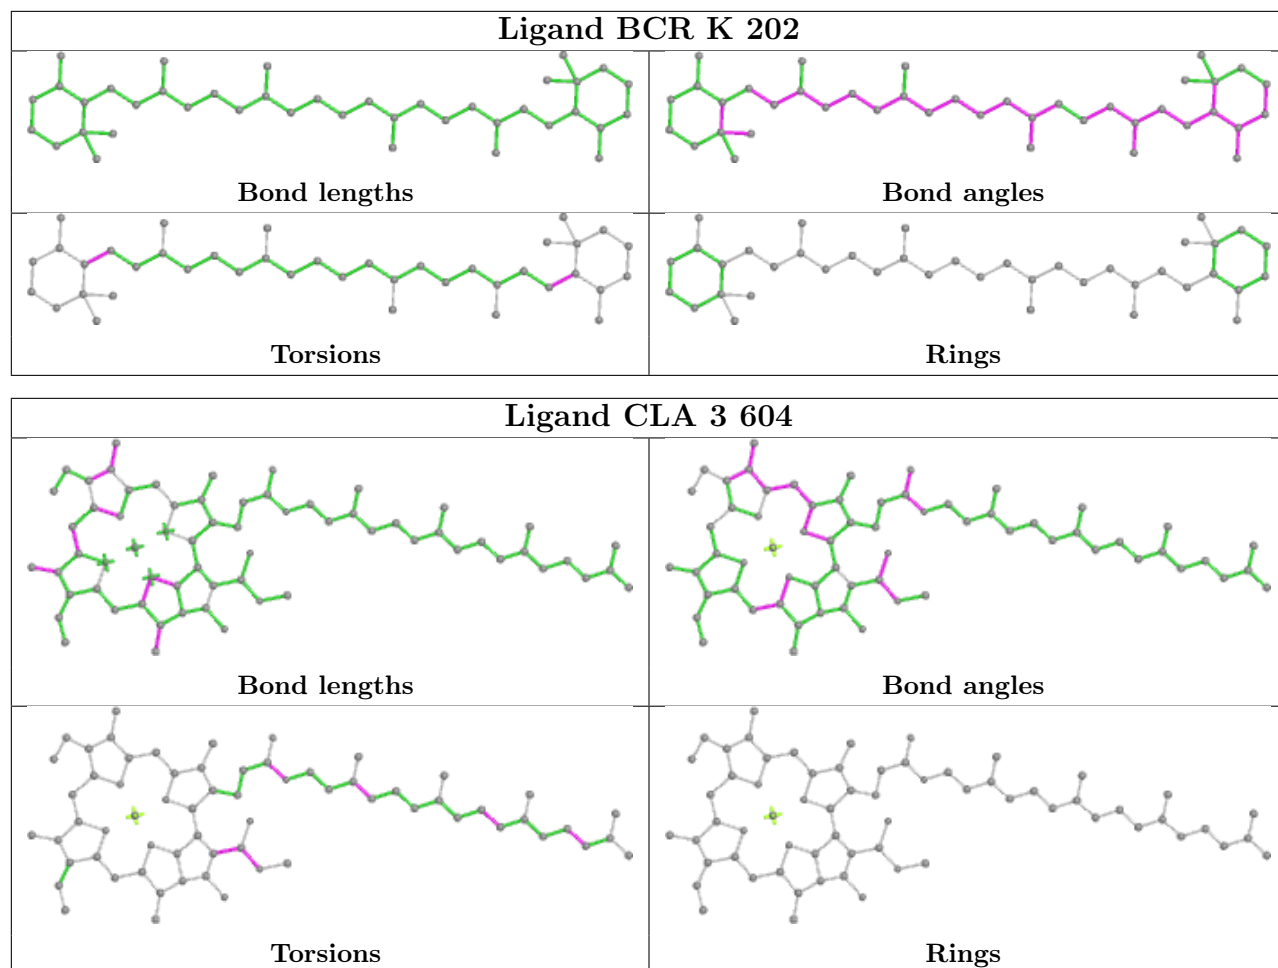 Ligand BCR K 202
Bond lengths
Bond angles
Torsions
Rings
Ligand CLA 3 604
Bond lengths
Bond angles
Torsions
Rings